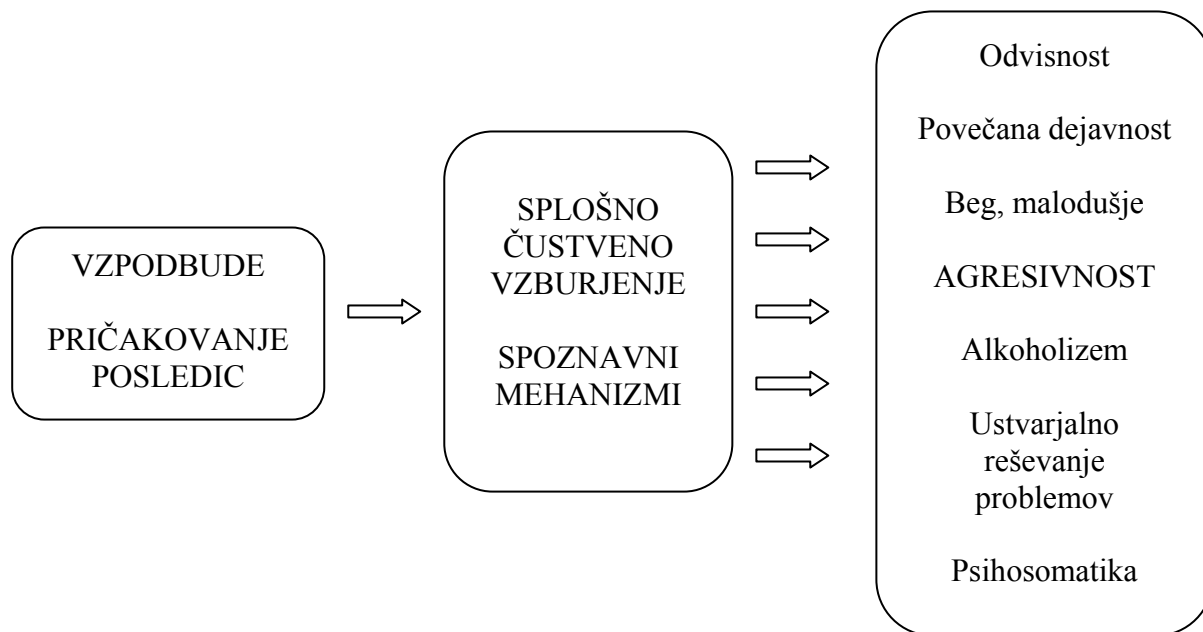 VZPODBUDE
PRIČAKOVANJE
POSLEDIC
SPLOŠNO
ČUSTVENO
VZBURJENJE
SPOZNAVNI
MEHANIZMI
Odvisnost
Povečana dejavnost
Beg, malodušje
AGRESIVNOST
Alkoholizem
Ustvarjalno
reševanje
problemov
Psihosomatika